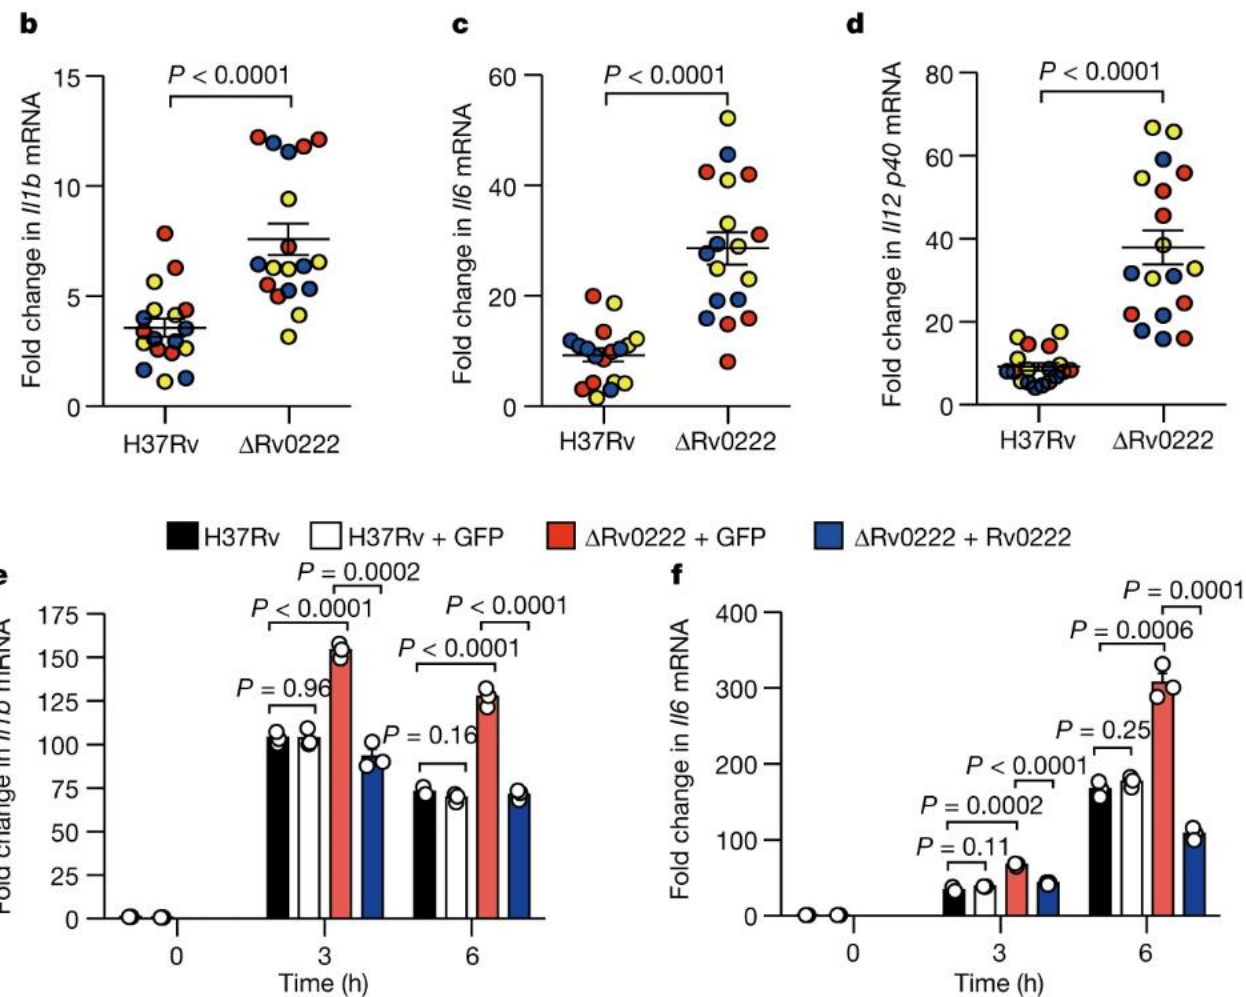 b
P < 0.0001
15
10
5
0
Fold change in Il1b mRNA
H37Rv
ΔRv0222
c
P < 0.0001
60
40
20
0
Fold change in Il6 mRNA
H37Rv
ΔRv0222
d
P < 0.0001
80
60
40
20
0
Fold change in Il12 p40 mRNA
H37Rv
ΔRv0222
H37Rv
H37Rv + GFP
ΔRv0222 + GFP
ΔRv0222 + Rv0222
e
P = 0.0002
P < 0.0001
P < 0.0001
P < 0.0001
P = 0.96
P = 0.16
175
150
125
100
75
50
25
0
Fold change in Il1b mRNA
0
3
6
Time (h)
f
P = 0.0001
P = 0.0006
P = 0.25
P < 0.0001
P = 0.0002
P = 0.11
400
300
200
100
0
Fold change in Il6 mRNA
0
3
6
Time (h)